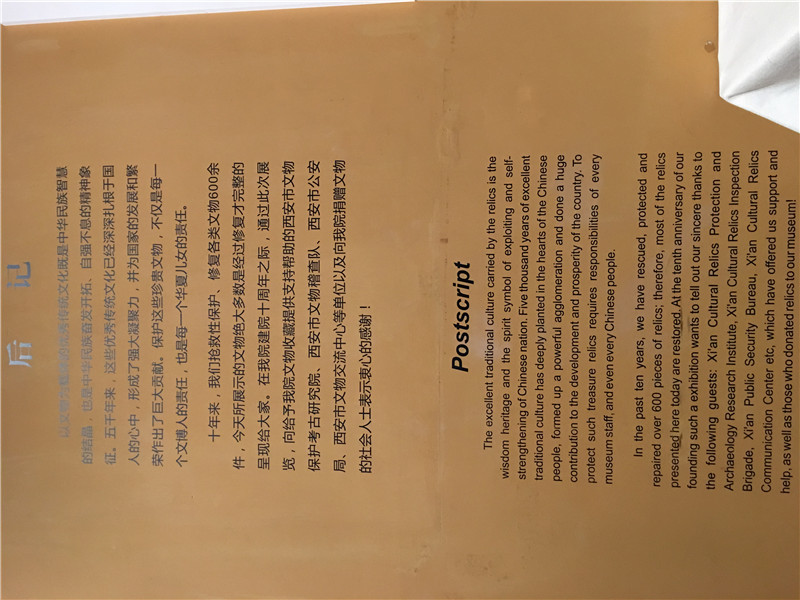 后 记
以文物为载体的优秀传统文化既是中华民族智慧
的结晶，也是中华民族奋发开拓、自强不息的精神象
征。五千年来，这些优秀传统文化已经深深扎根于国
人的心中，形成了强大凝聚力，并为国家的发展和繁
荣作出了巨大贡献。保护这些珍贵文物，不仅是每一
个文博人的责任，也是每一个华夏儿女的责任。
十年来，我们抢救性保护、修复各类文物600余
件，今天所展示的文物绝大多数是经过修复才完整的
呈现给大家。在我院建院十周年之际，通过此次展
览，向给予我院文物收藏提供支持帮助的西安市文物
保护考古研究院、西安市文物稽查队、西安市公安
局、西安市文物交流中心等单位以及向我院捐赠文物
的社会人士表示衷心的感谢！
Postscript
The excellent traditional culture carried by the relics is the
wisdom heritage and the spirit symbol of exploiting and self-
strengthening of Chinese nation. Five thousand years of excellent
traditional culture has deeply planted in the hearts of the Chinese
people, formed up a powerful agglomeration and done a huge
contribution to the development and prosperity of the country. To
protect such treasure relics requires responsibilities of every
museum staff, and even every Chinese people.
In the past ten years, we have rescued, protected and
repaired over 600 pieces of relics; therefore, most of the relics
presented here today are restored. At the tenth anniversary of our
founding such a exhibition wants to tell out our sincere thanks to
the following guests: Xi'an Cultural Relics Protection and
Archaeology Research Institute, Xi'an Cultural Relics Inspection
Brigade, Xi'an Public Security Bureau, Xi'an Cultural Relics
Communication Center etc, which have offered us support and
help, as well as those who donated relics to our museum!